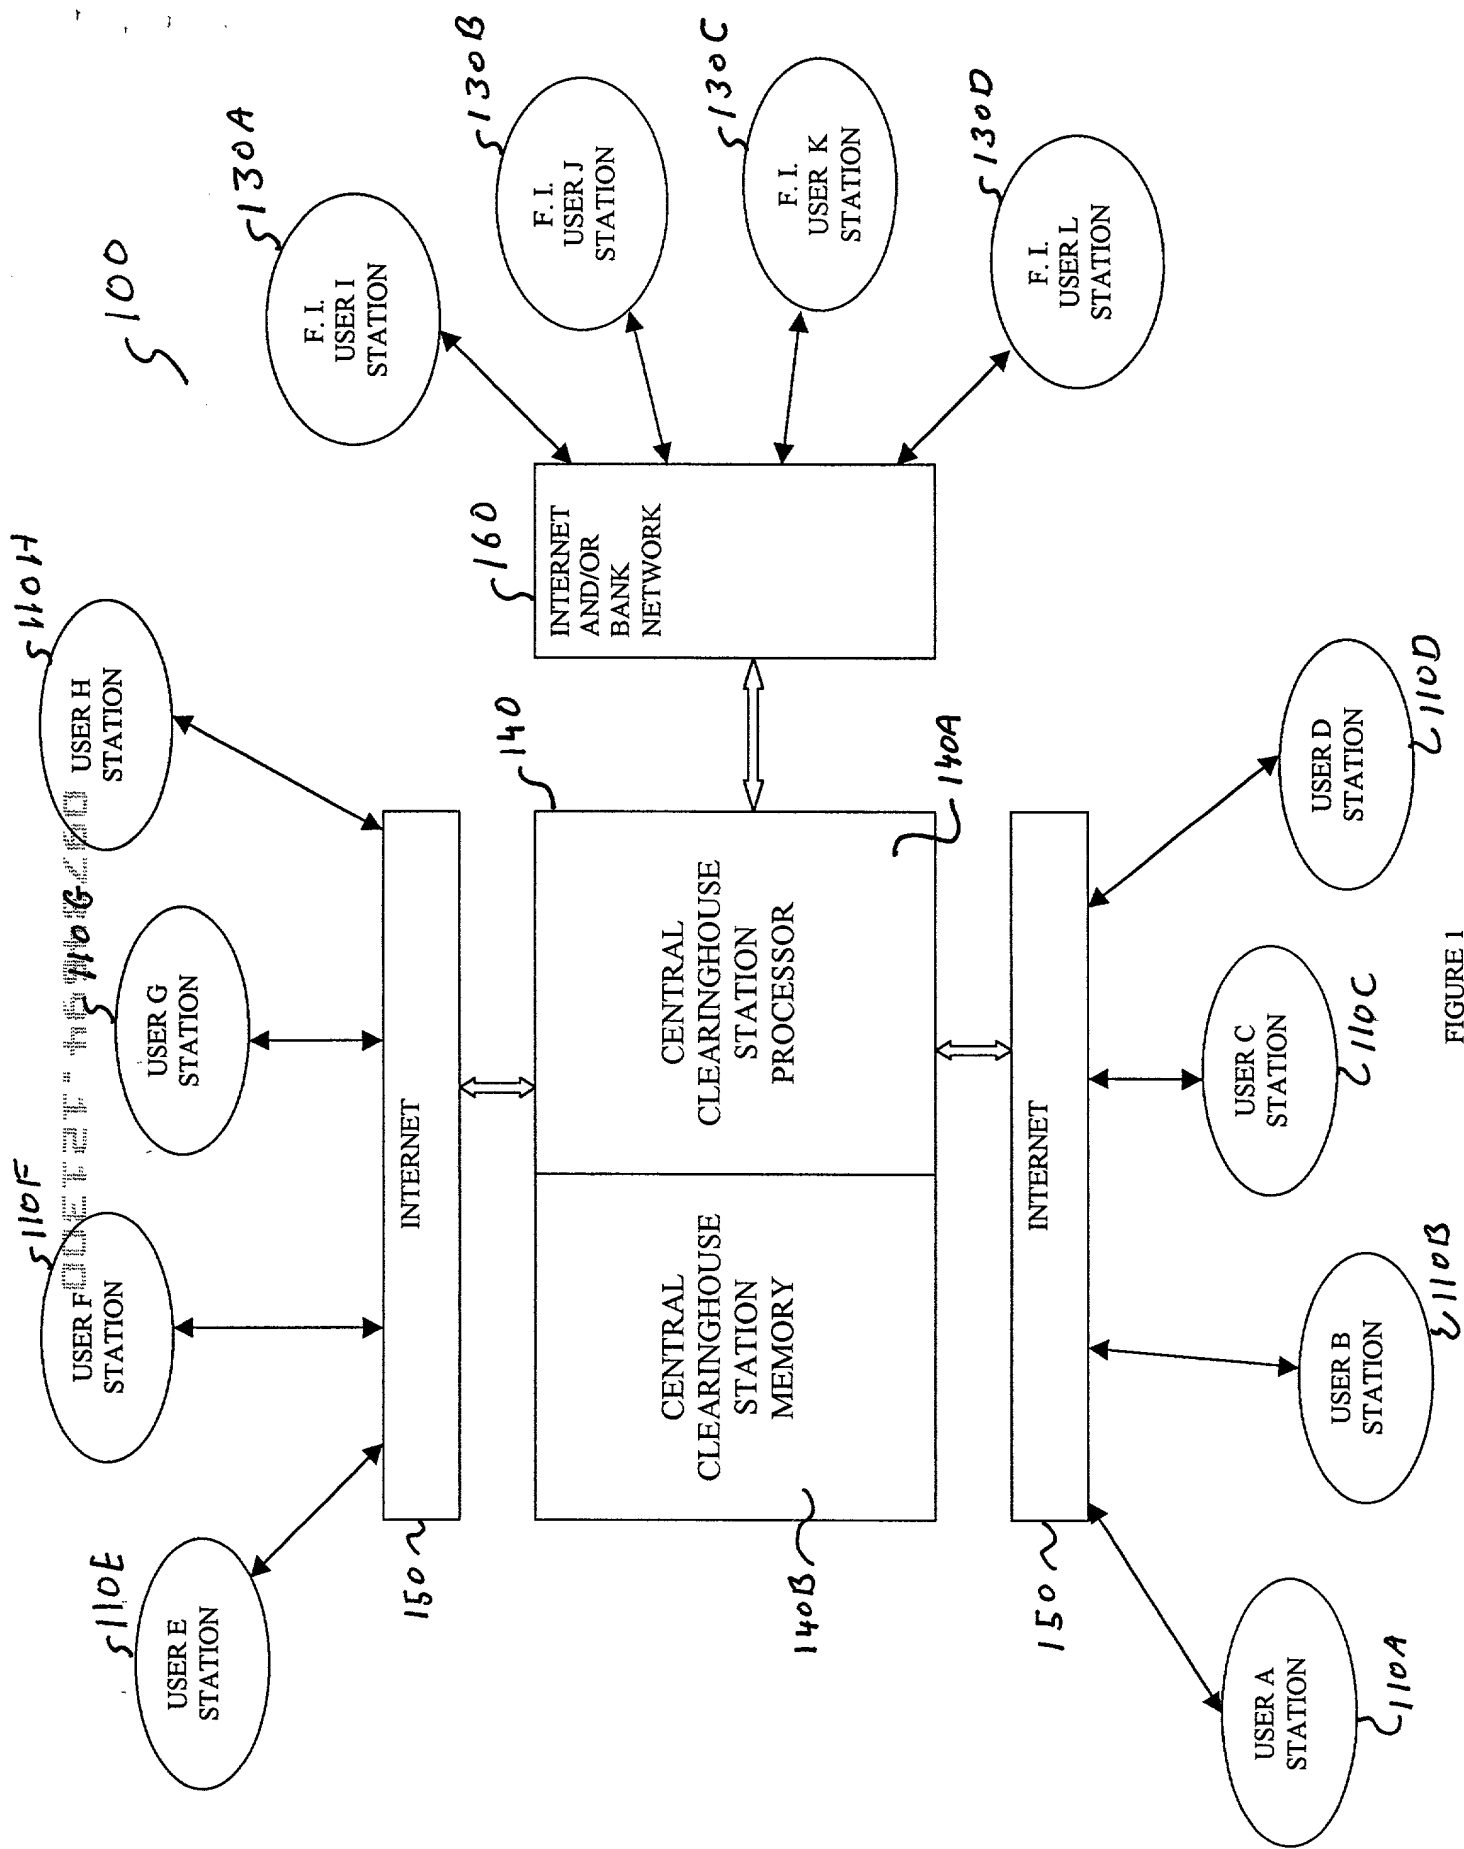 100
110E
110F
110G
110H
USER E
STATION
USER F
STATION
USER G
STATION
USER H
STATION
130A
F. I.
USER I
STATION
130B
F. I.
USER J
STATION
130C
F. I.
USER K
STATION
130D
F. I.
USER L
STATION
150
INTERNET
160
INTERNET
AND/OR
BANK
NETWORK
140
CENTRAL
CLEARINGHOUSE
STATION
MEMORY
CENTRAL
CLEARINGHOUSE
STATION
PROCESSOR
140B
140A
150
INTERNET
USER A
STATION
USER B
STATION
USER C
STATION
USER D
STATION
110A
110B
110C
110D
FIGURE 1